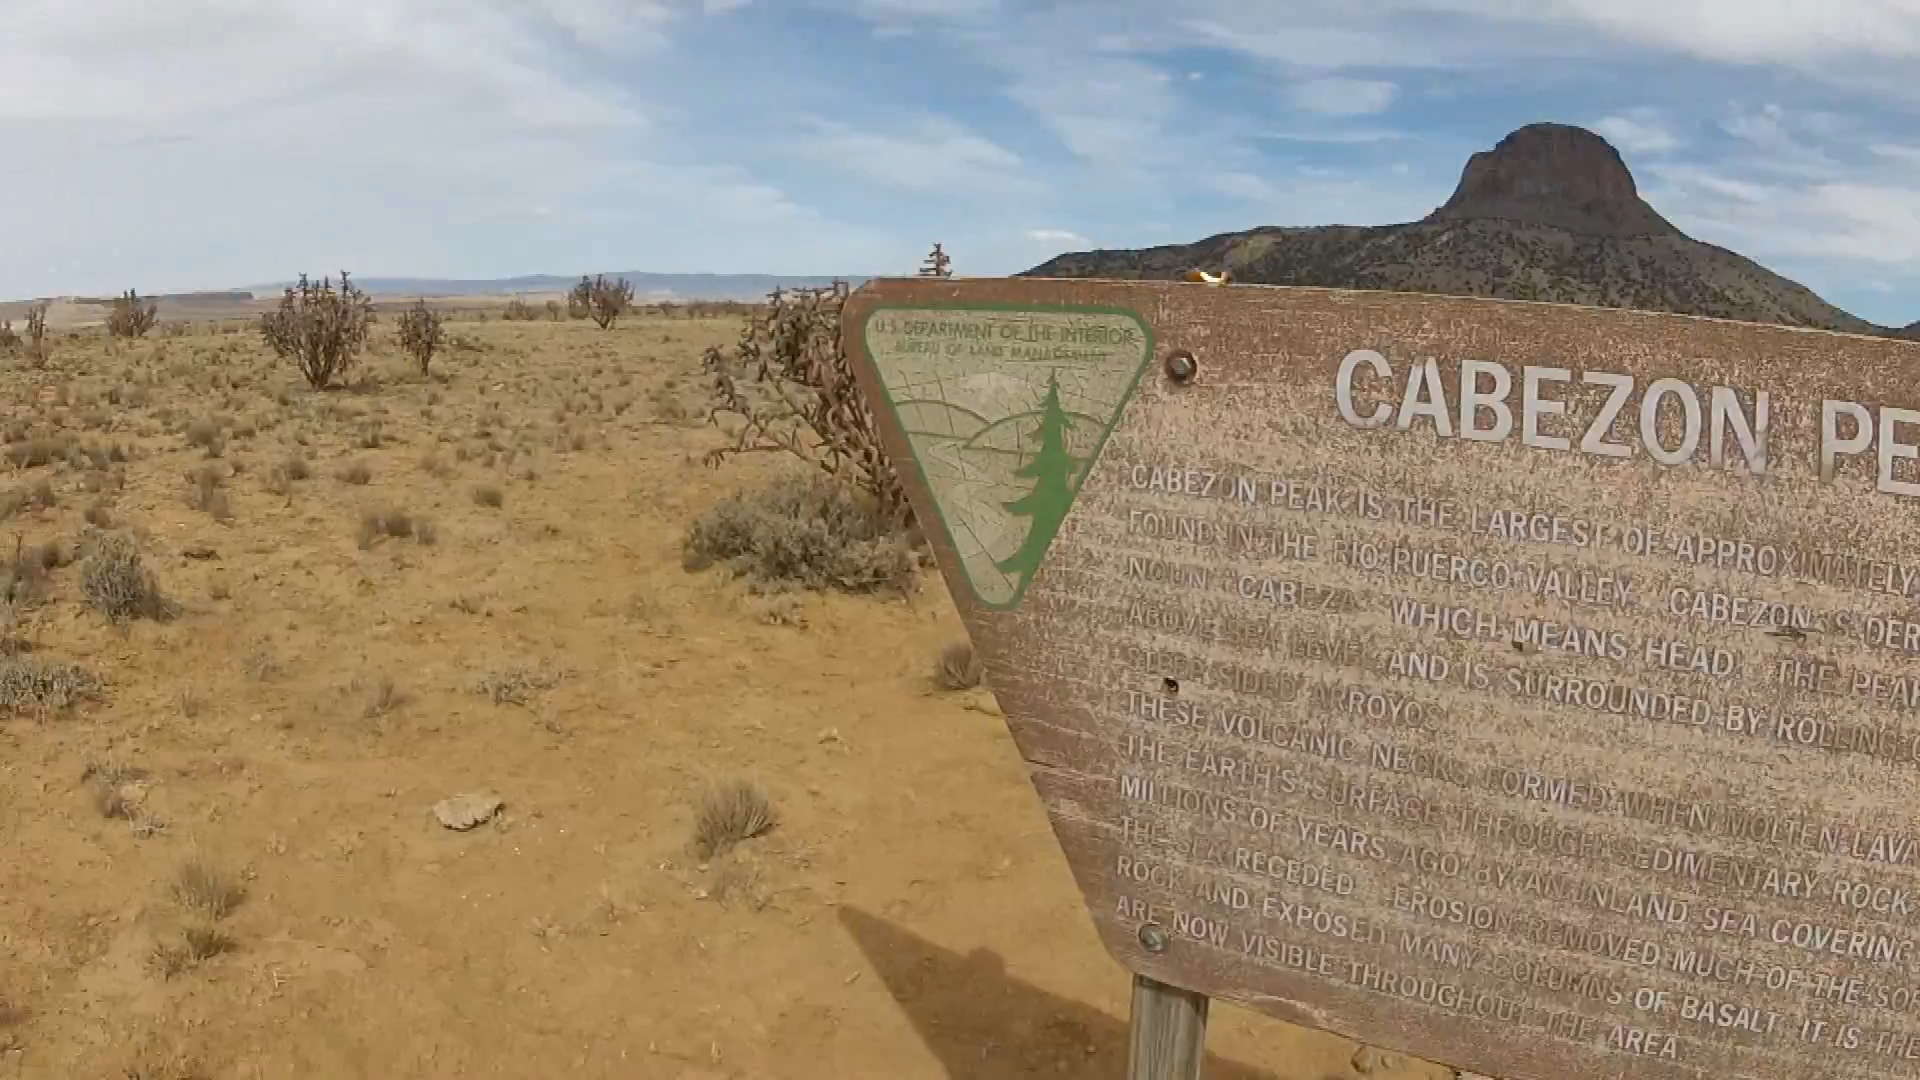 U.S. DEPARTMENT OF THE INTERIOR
BUREAU OF LAND MANAGEMENT
CABEZON PE
CABEZON PEAK IS THE LARGEST OF APPROXIMATELY
FOUND IN THE RIO PUERCO VALLEY. CABEZON IS DER
NOUN "CABEZA" WHICH MEANS HEAD. THE PEAK
ABOVE SEA LEVEL AND IS SURROUNDED BY ROLLING
STEEP SIDED ARROYOS
THESE VOLCANIC NECKS FORMED WHEN MOLTEN LAVA
THE EARTH'S SURFACE THROUGH SEDIMENTARY ROCK
MILLIONS OF YEARS AGO BY AN INLAND SEA COVERING
THE SEA RECEDED. EROSION REMOVED MUCH OF THE SOF
ROCK AND EXPOSED MANY COLUMNS OF BASALT. IT IS THE
ARE NOW VISIBLE THROUGHOUT THE AREA.